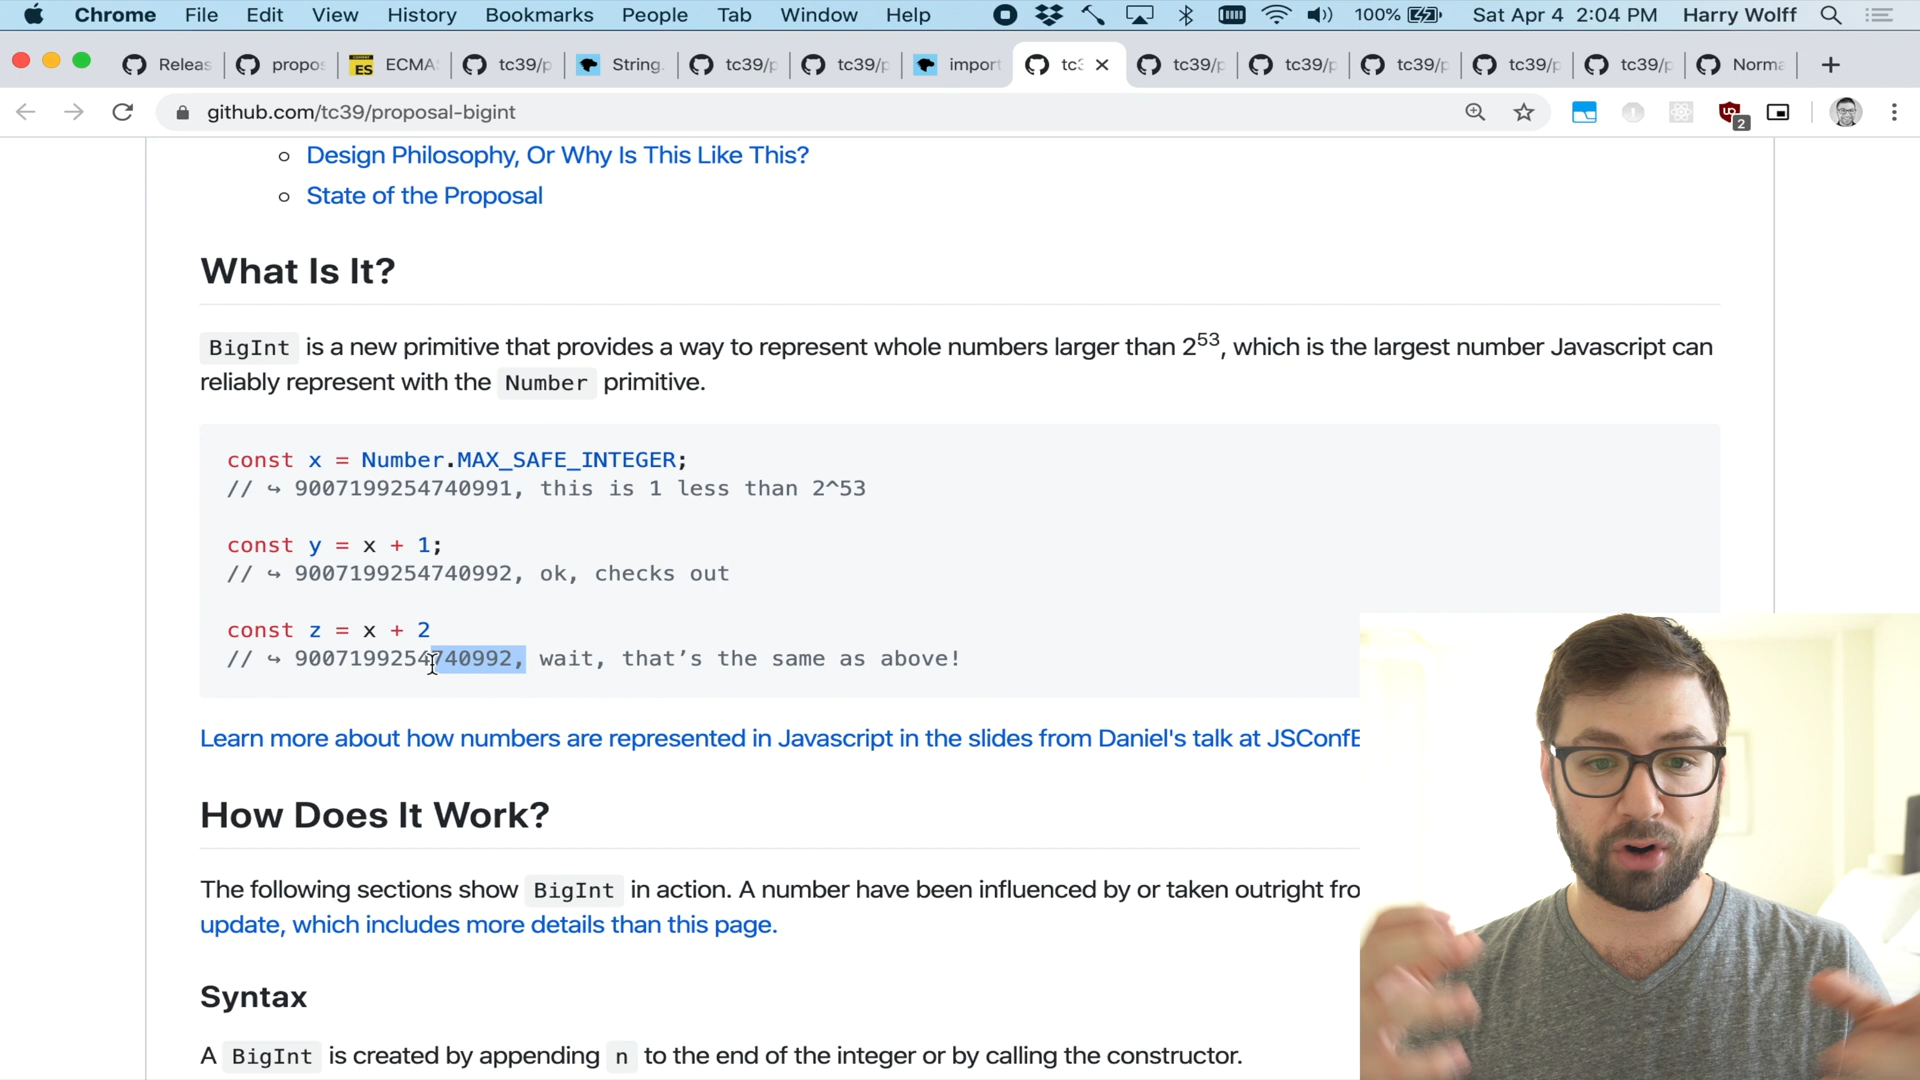 Chrome File Edit View History Bookmarks People Tab Window Help 100% Sat Apr 4 2:04 PM Harry Wolff
Releas propos ECMA tc39/p String. tc39/p tc39/p import tc3 tc39/p tc39/p tc39/p tc39/p tc39/p Norma
github.com/tc39/proposal-bigint 2
Design Philosophy, Or Why Is This Like This?
State of the Proposal
What Is It?
BigInt is a new primitive that provides a way to represent whole numbers larger than 2^53, which is the largest number Javascript can
reliably represent with the Number primitive.
const x = Number.MAX_SAFE_INTEGER;
// ↪ 9007199254740991, this is 1 less than 2^53
const y = x + 1;
// ↪ 9007199254740992, ok, checks out
const z = x + 2
// ↪ 9007199254740992, wait, that’s the same as above!
Learn more about how numbers are represented in Javascript in the slides from Daniel's talk at JSConfE
How Does It Work?
The following sections show BigInt in action. A number have been influenced by or taken outright fro
update, which includes more details than this page.
Syntax
A BigInt is created by appending n to the end of the integer or by calling the constructor.